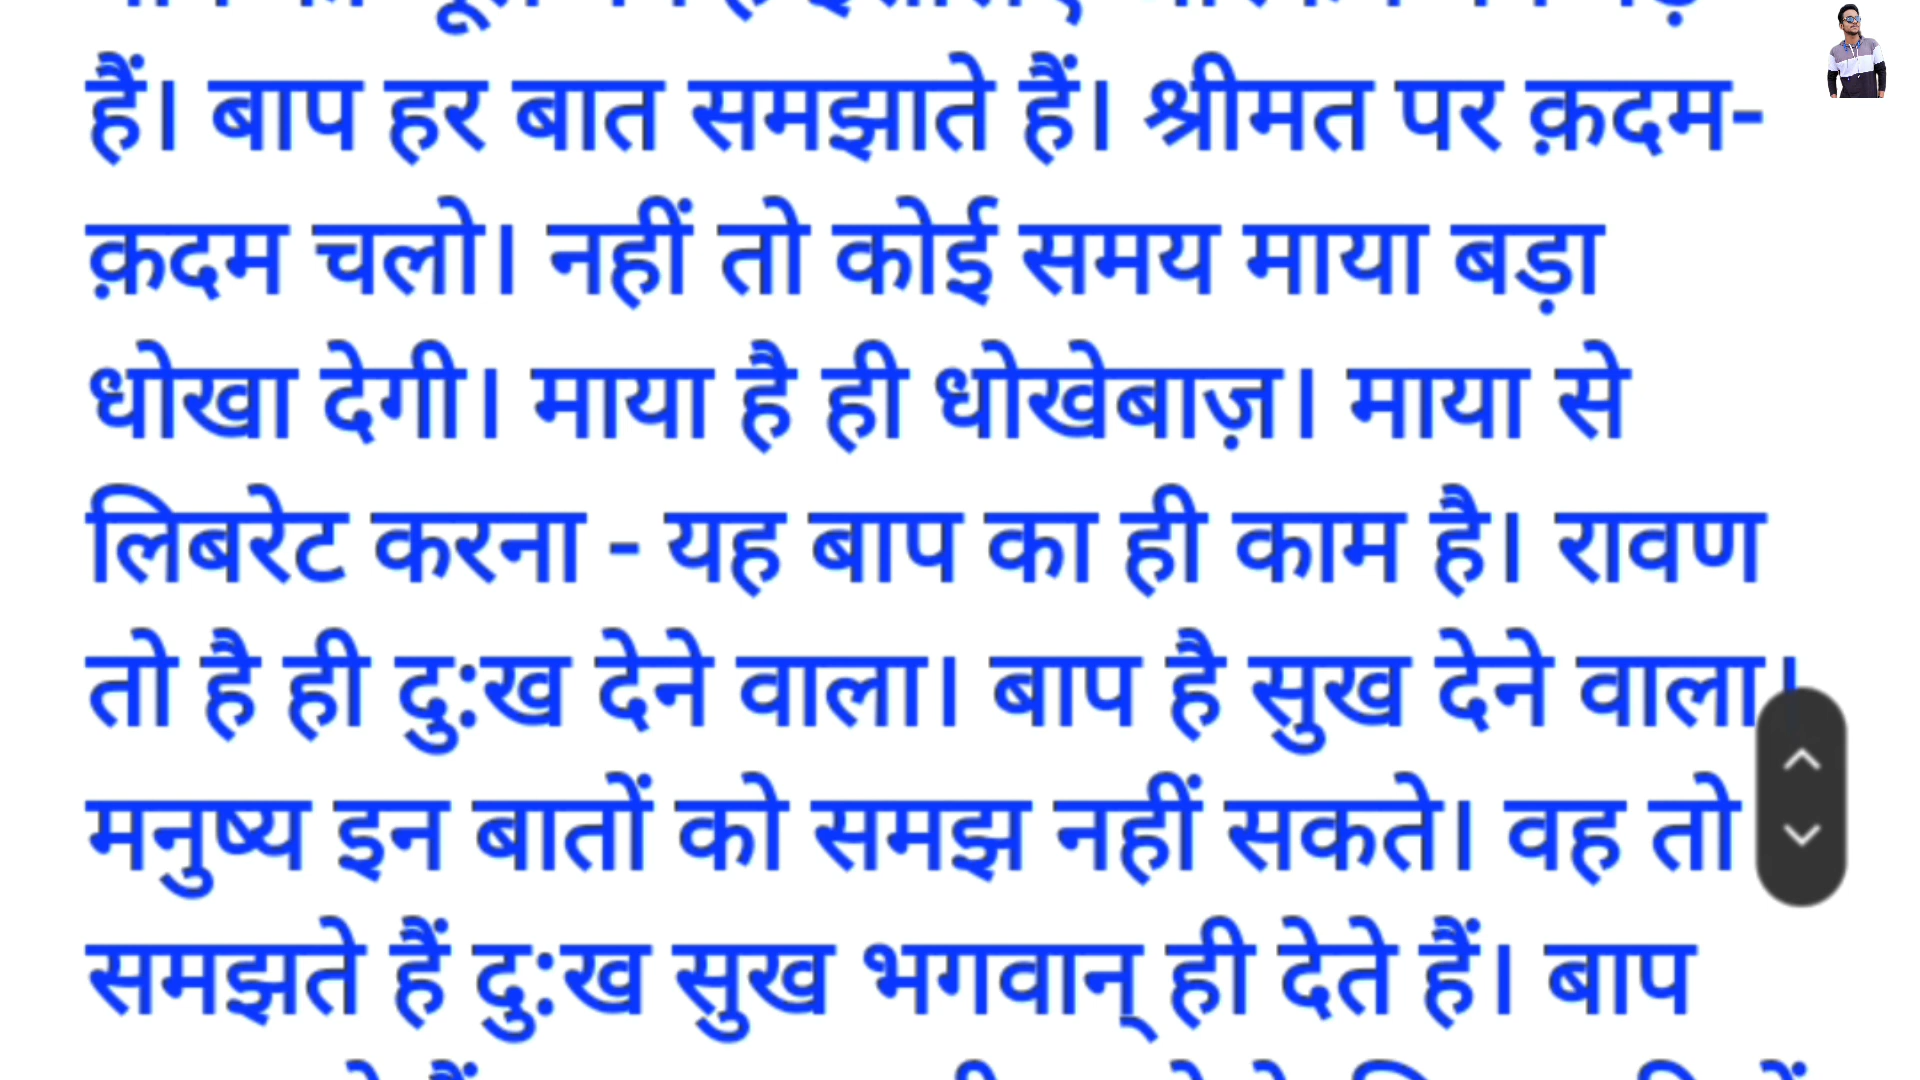 हैं। बाप हर बात समझाते हैं। श्रीमत पर क़दम-
क़दम चलो। नहीं तो कोई समय माया बड़ा
धोखा देगी। माया है ही धोखेबाज़। माया से
लिबरेट करना - यह बाप का ही काम है। रावण
तो है ही दु:ख देने वाला। बाप है सुख देने वाला।
मनुष्य इन बातों को समझ नहीं सकते। वह तो
समझते हैं दु:ख सुख भगवान् ही देते हैं। बाप